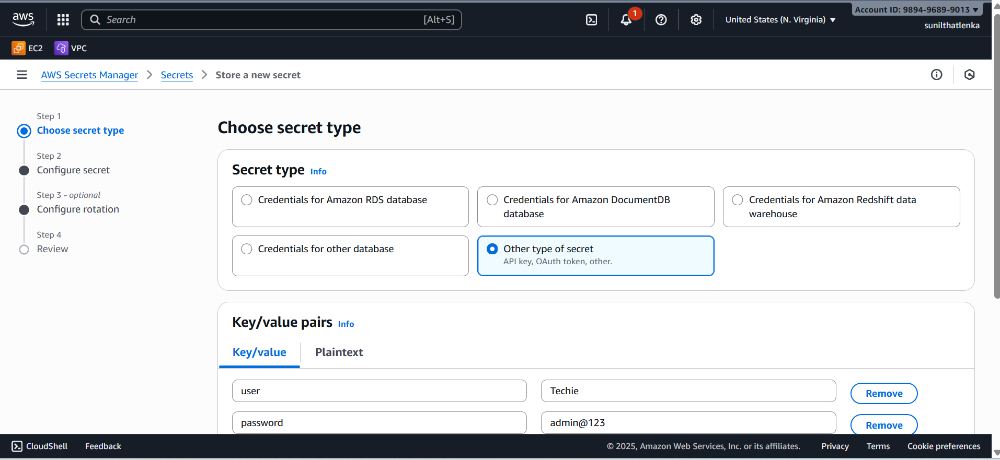 aws
Search [Alt+S]
1
United States (N. Virginia) ▼
Account ID: 9894-9689-9013 ▼
sunilthatlenka
EC2
VPC
AWS Secrets Manager > Secrets > Store a new secret
Step 1
Choose secret type
Step 2
Configure secret
Step 3 - optional
Configure rotation
Step 4
Review
Choose secret type
Secret type Info
Credentials for Amazon RDS database
Credentials for Amazon DocumentDB
database
Credentials for Amazon Redshift data
warehouse
Credentials for other database
Other type of secret
API key, OAuth token, other.
Key/value pairs Info
Key/value Plaintext
user Techie Remove
password admin@123 Remove
CloudShell Feedback © 2025, Amazon Web Services, Inc. or its affiliates. Privacy Terms Cookie preferences